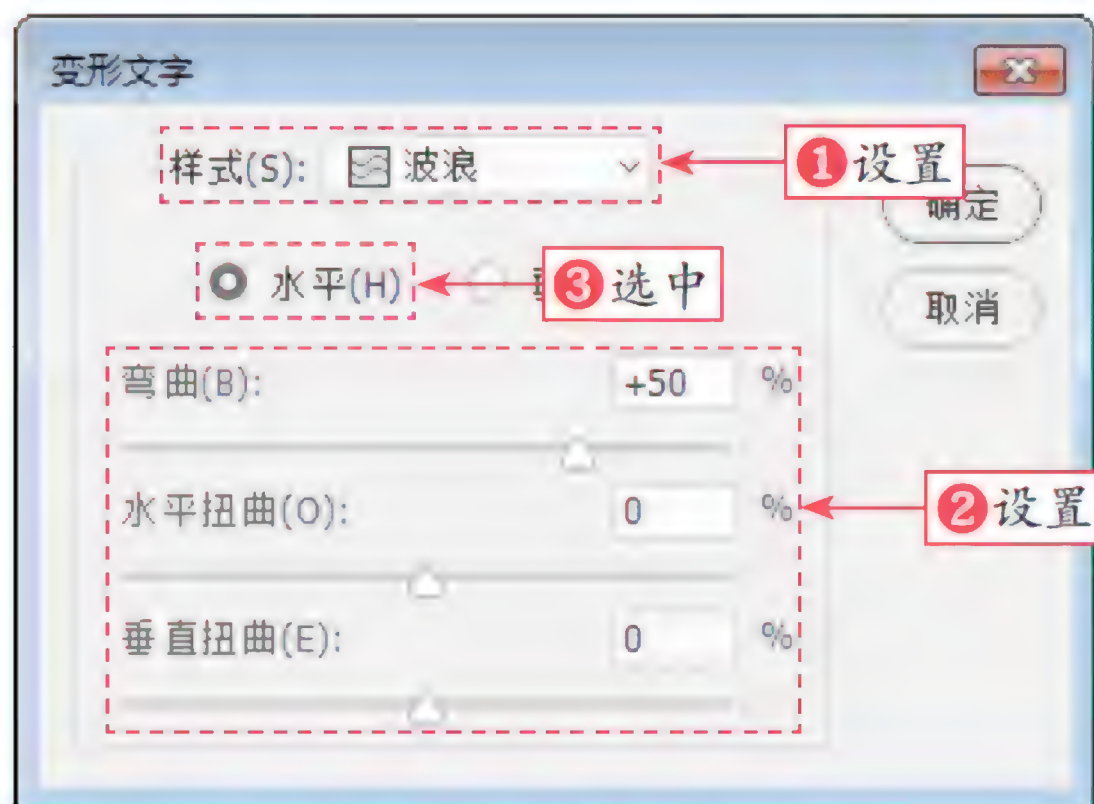 变形文字
样式(S): 波浪
❶设置
确定
水平(H)
❸选中
取消
弯曲(B): +50 %
水平扭曲(O): 0 %
❷设置
垂直扭曲(E): 0 %